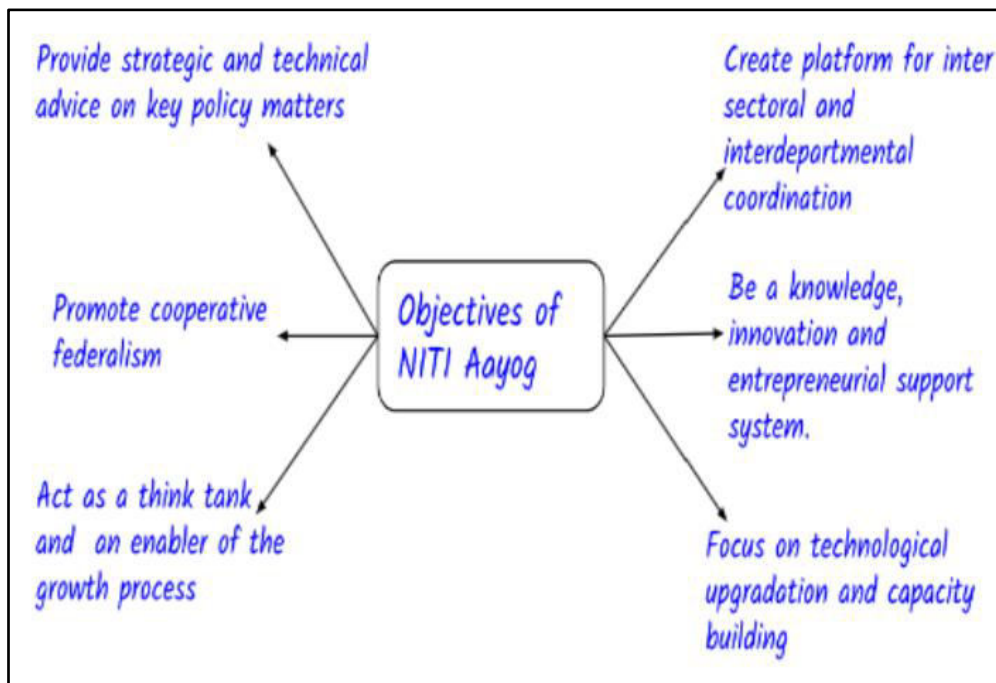 Provide strategic and technical
advice on key policy matters
Promote cooperative
federalism
Act as a think tank
and an enabler of the
growth process
Objectives of
NITI Aayog
Create platform for inter
sectoral and
interdepartmental
coordination
Be a knowledge,
innovation and
entrepreneurial support
system.
Focus on technological
upgradation and capacity
building